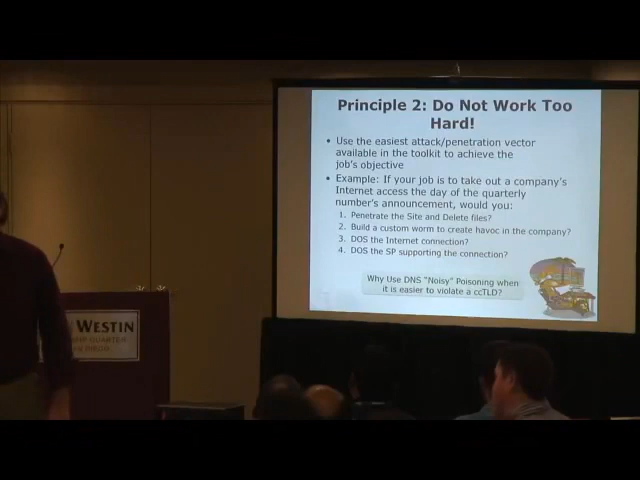 Principle 2: Do Not Work Too
Hard!
• Use the easiest attack/penetration vector
available in the toolkit to achieve the
job's objective
• Example: If your job is to take out a company's
Internet access the day of the quarterly
number's announcement, would you:
1. Penetrate the Site and Delete files?
2. Build a custom worm to create havoc in the company?
3. DOS the Internet connection?
4. DOS the SP supporting the connection?
Why Use DNS "Noisy" Poisoning when
it is easier to violate a ccTLD?
WESTIN
QUARTER